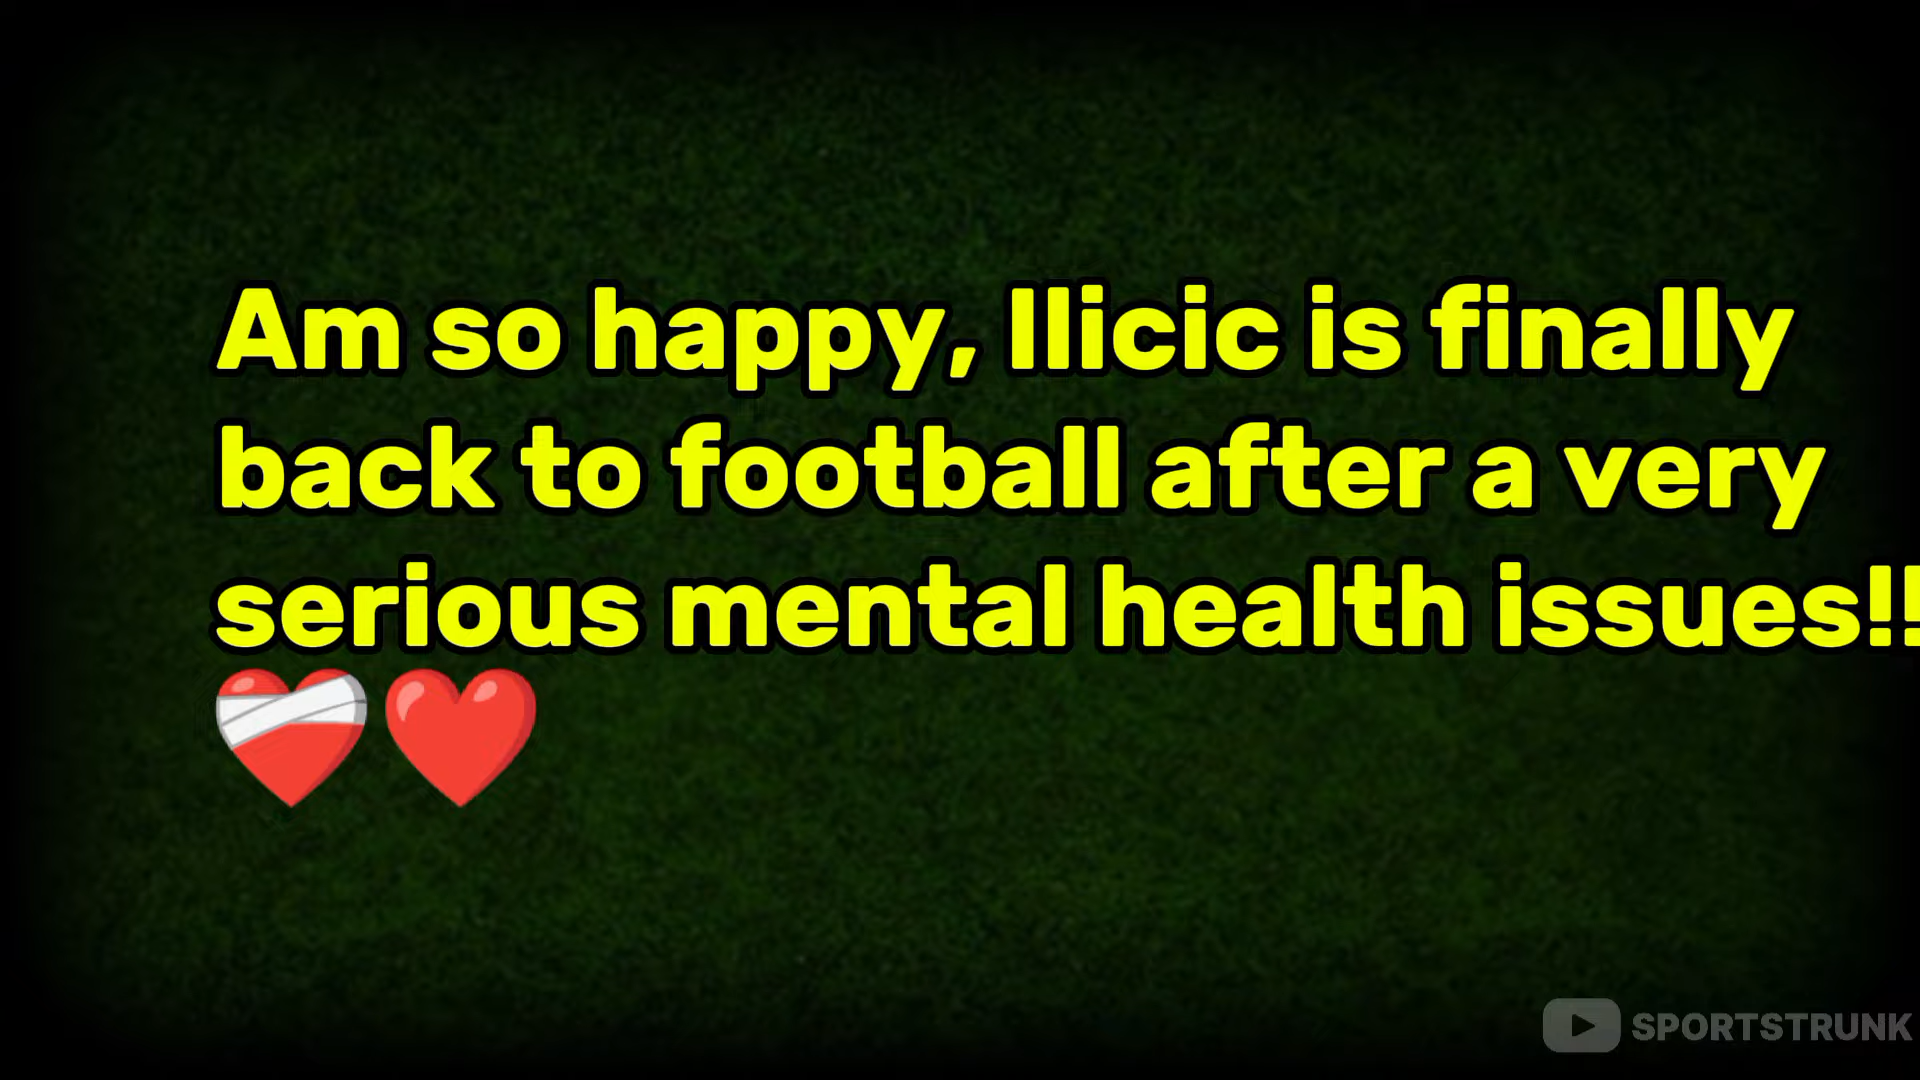 Am so happy, Ilicic is finally
back to football after a very
serious mental health issues!!
❤️‍🩹❤️
SPORTSTRUNK